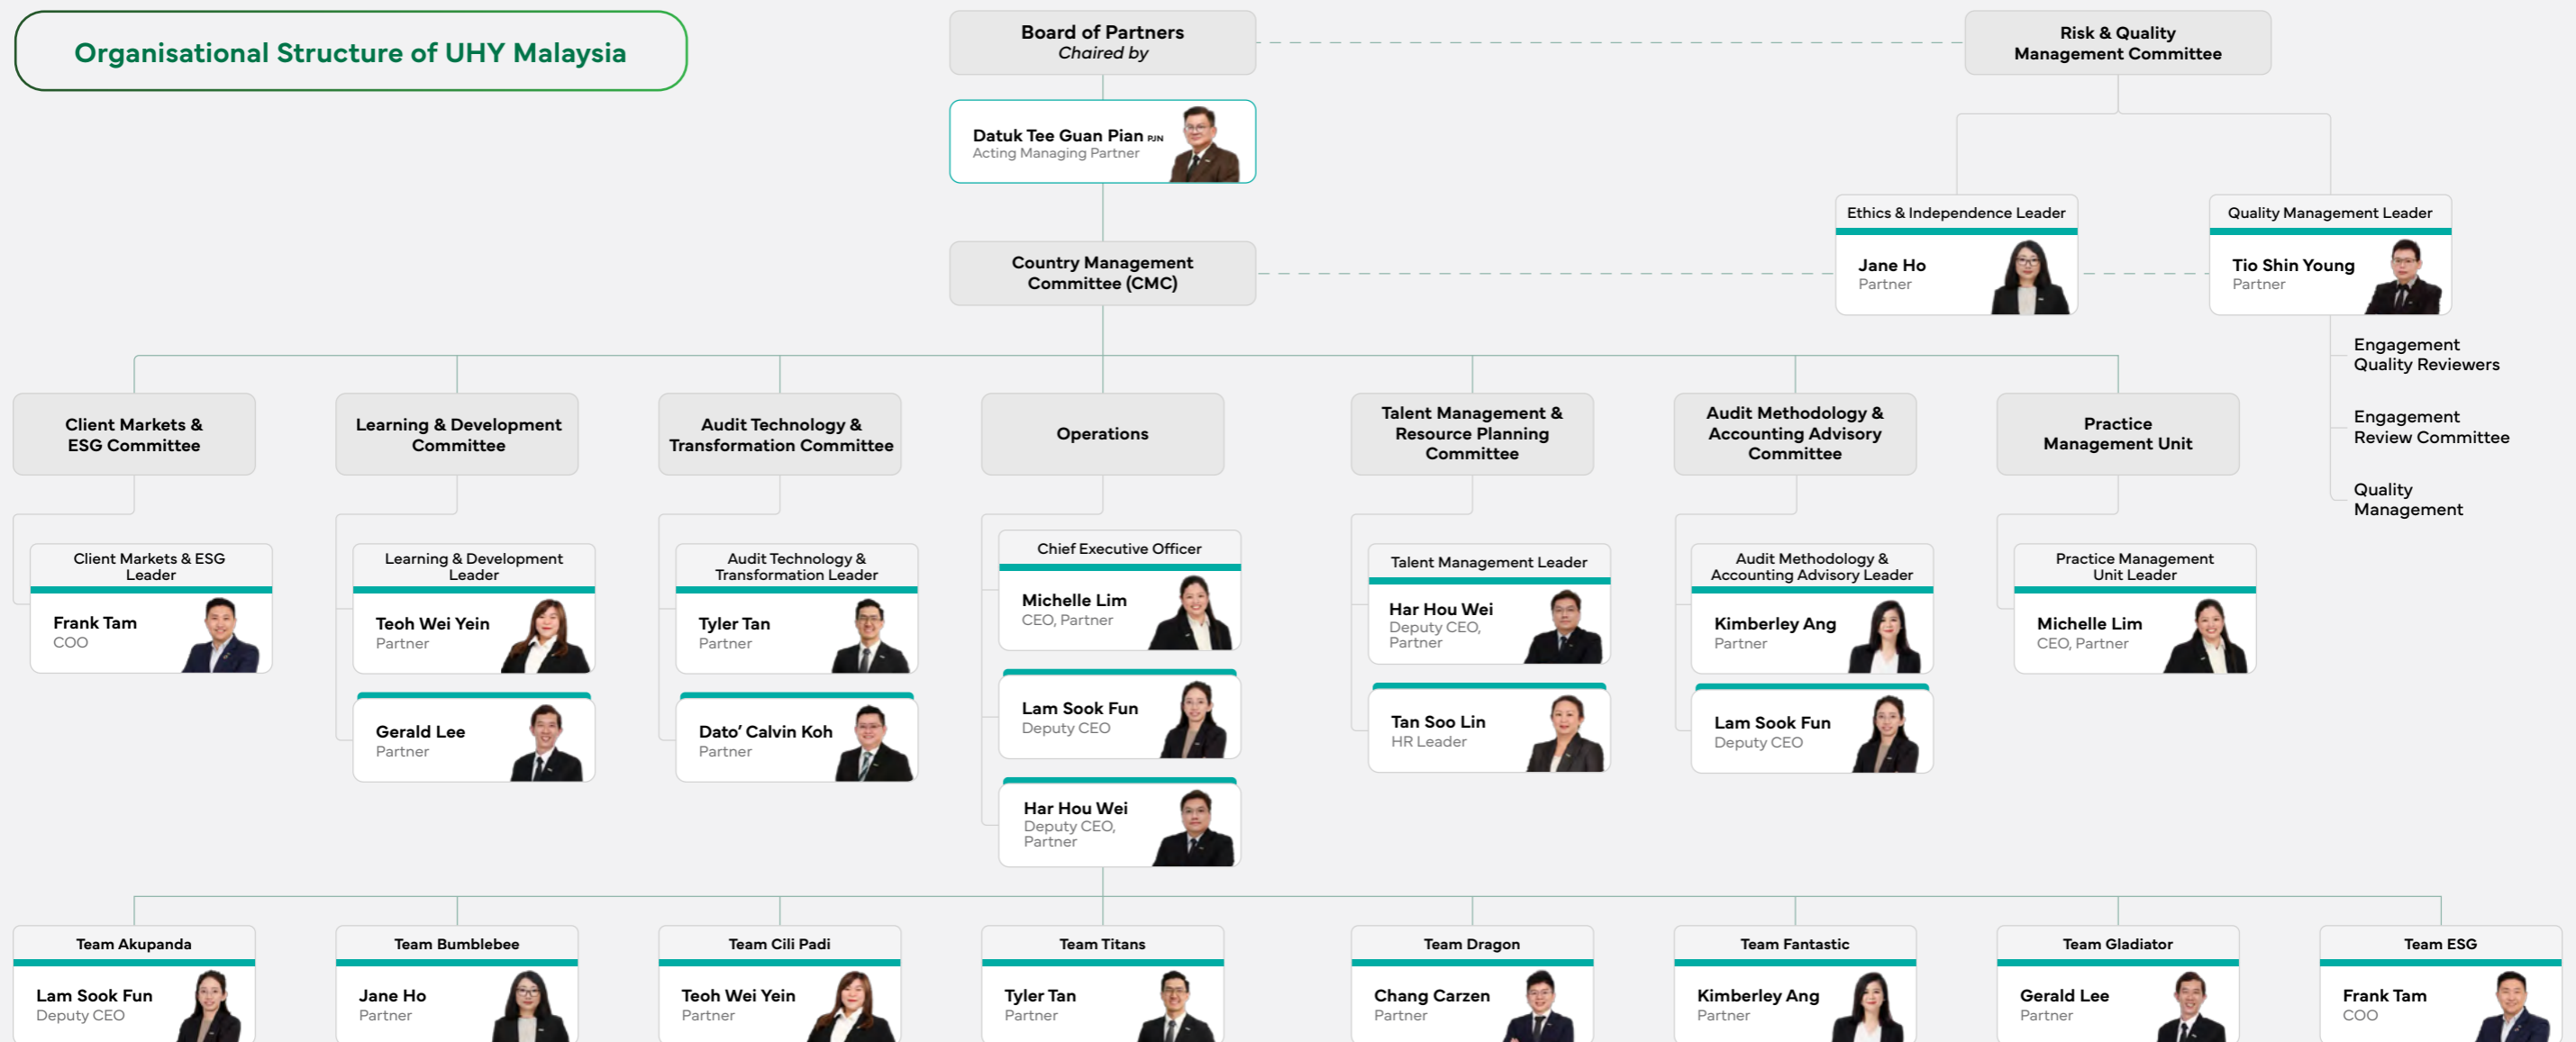 Organisational Structure of UHY Malaysia
Board of Partners
Chaired by
Risk & Quality
Management Committee
Datuk Tee Guan Pian PJN
Acting Managing Partner
Ethics & Independence Leader
Jane Ho
Partner
Quality Management Leader
Tio Shin Young
Partner
Country Management
Committee (CMC)
Engagement
Quality Reviewers
Engagement
Review Committee
Quality
Management
Client Markets &
ESG Committee
Learning & Development
Committee
Audit Technology &
Transformation Committee
Operations
Talent Management &
Resource Planning
Committee
Audit Methodology &
Accounting Advisory
Committee
Practice
Management Unit
Client Markets & ESG
Leader
Frank Tam
COO
Learning & Development
Leader
Teoh Wei Yein
Partner
Gerald Lee
Partner
Audit Technology &
Transformation Leader
Tyler Tan
Partner
Dato’ Calvin Koh
Partner
Chief Executive Officer
Michelle Lim
CEO, Partner
Lam Sook Fun
Deputy CEO
Har Hou Wei
Deputy CEO,
Partner
Talent Management Leader
Har Hou Wei
Deputy CEO,
Partner
Tan Soo Lin
HR Leader
Audit Methodology &
Accounting Advisory Leader
Kimberley Ang
Partner
Lam Sook Fun
Deputy CEO
Practice Management
Unit Leader
Michelle Lim
CEO, Partner
Team Akupanda
Lam Sook Fun
Deputy CEO
Team Bumblebee
Jane Ho
Partner
Team Cili Padi
Teoh Wei Yein
Partner
Team Titans
Tyler Tan
Partner
Team Dragon
Chang Carzen
Partner
Team Fantastic
Kimberley Ang
Partner
Team Gladiator
Gerald Lee
Partner
Team ESG
Frank Tam
COO